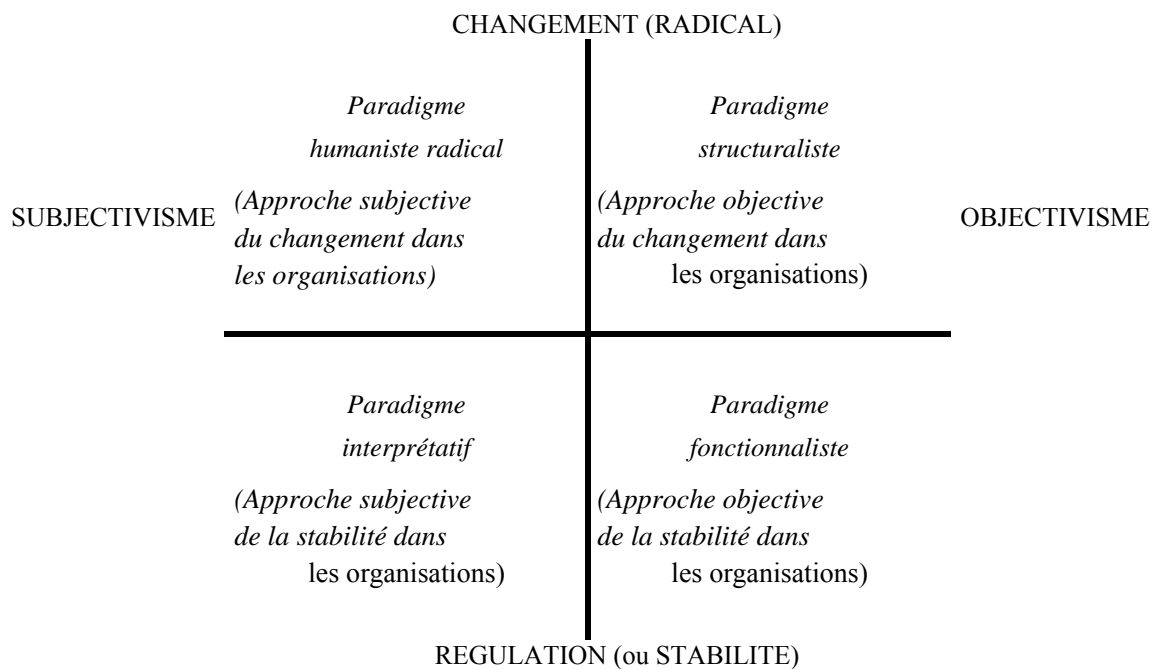 CHANGEMENT (RADICAL)
Paradigme
humaniste radical
(Approche subjective
du changement dans
les organisations)
Paradigme
structuraliste
(Approche objective
du changement dans
les organisations)
SUBJECTIVISME
OBJECTIVISME
Paradigme
interprétatif
(Approche subjective
de la stabilité dans
les organisations)
Paradigme
fonctionnaliste
(Approche objective
de la stabilité dans
les organisations)
REGULATION (ou STABILITE)